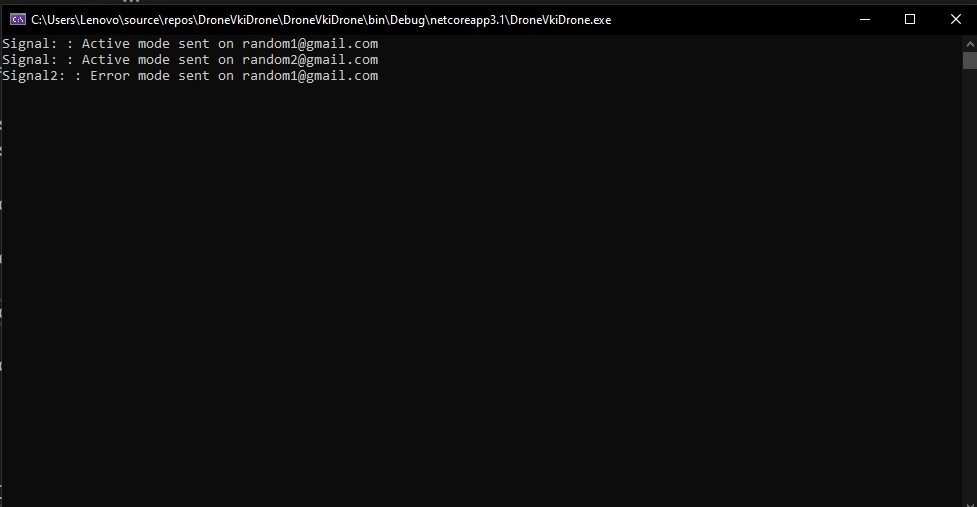 C:\Users\Lenovo\source\repos\DroneVkiDrone\DroneVkiDrone\bin\Debug\netcoreapp3.1\DroneVkiDrone.exe
Signal: : Active mode sent on random1@gmail.com
Signal: : Active mode sent on random2@gmail.com
Signal2: : Error mode sent on random1@gmail.com